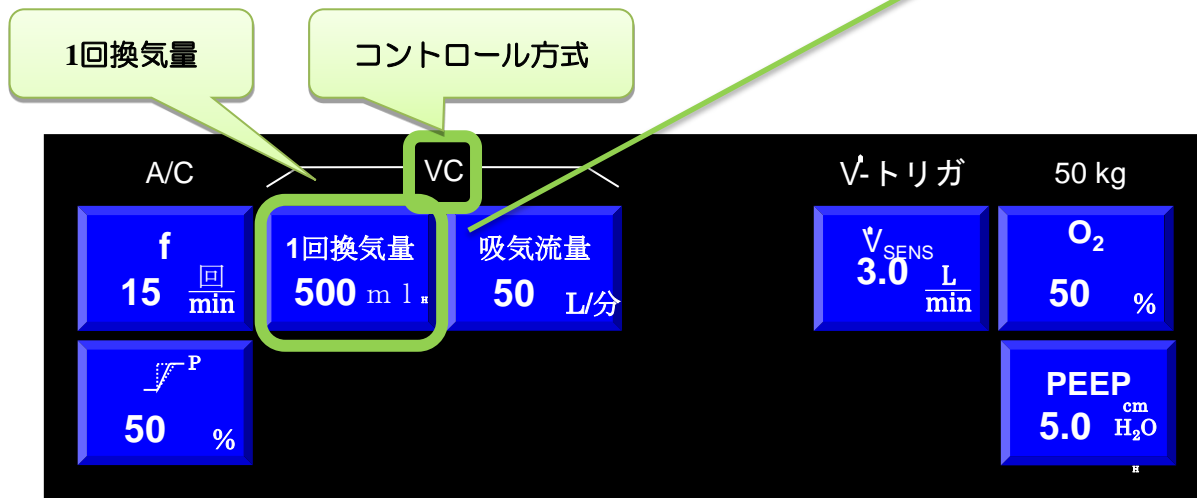 1回換気量
コントロール方式
A/C
VC
V-トリガ
50 kg
f
15 回/min
1回換気量
500 ml H
吸気流量
50 L/分
VSENS
3.0 L/min
O2
50 %
P
50 %
PEEP
5.0 cm H2O
H